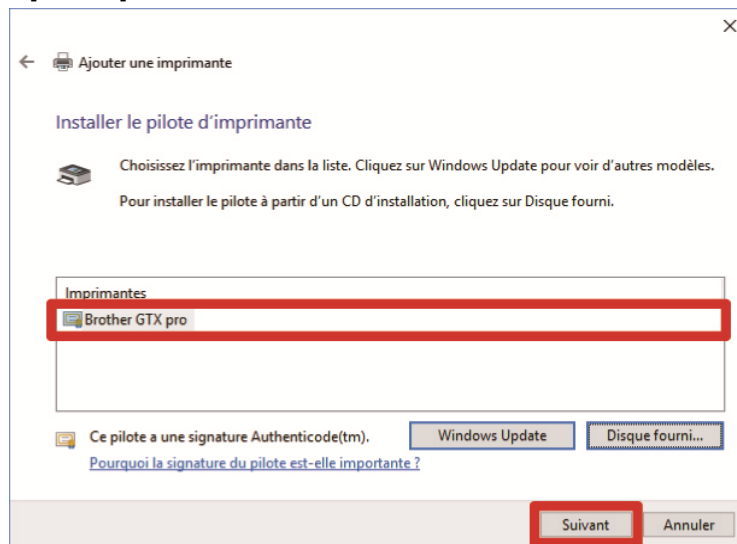 Ajouter une imprimante
Installer le pilote d’imprimante
Choisissez l’imprimante dans la liste. Cliquez sur Windows Update pour voir d’autres modèles.
Pour installer le pilote à partir d’un CD d’installation, cliquez sur Disque fourni.
Imprimantes
Brother GTX pro
Ce pilote a une signature Authenticode(tm).
Windows Update
Disque fourni...
Pourquoi la signature du pilote est-elle importante ?
Suivant
Annuler